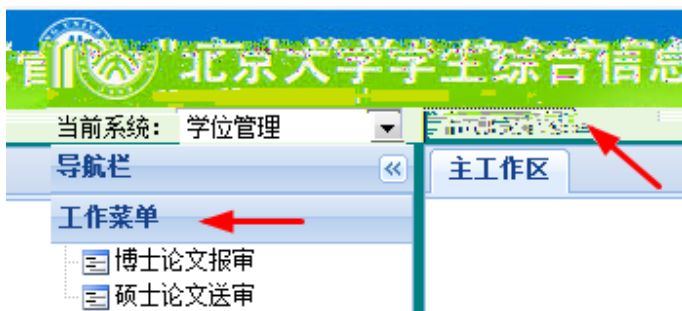 北京大学学生综合信息
当前系统： 学位管理
导航栏
主工作区
工作菜单
博士论文报审
硕士论文送审